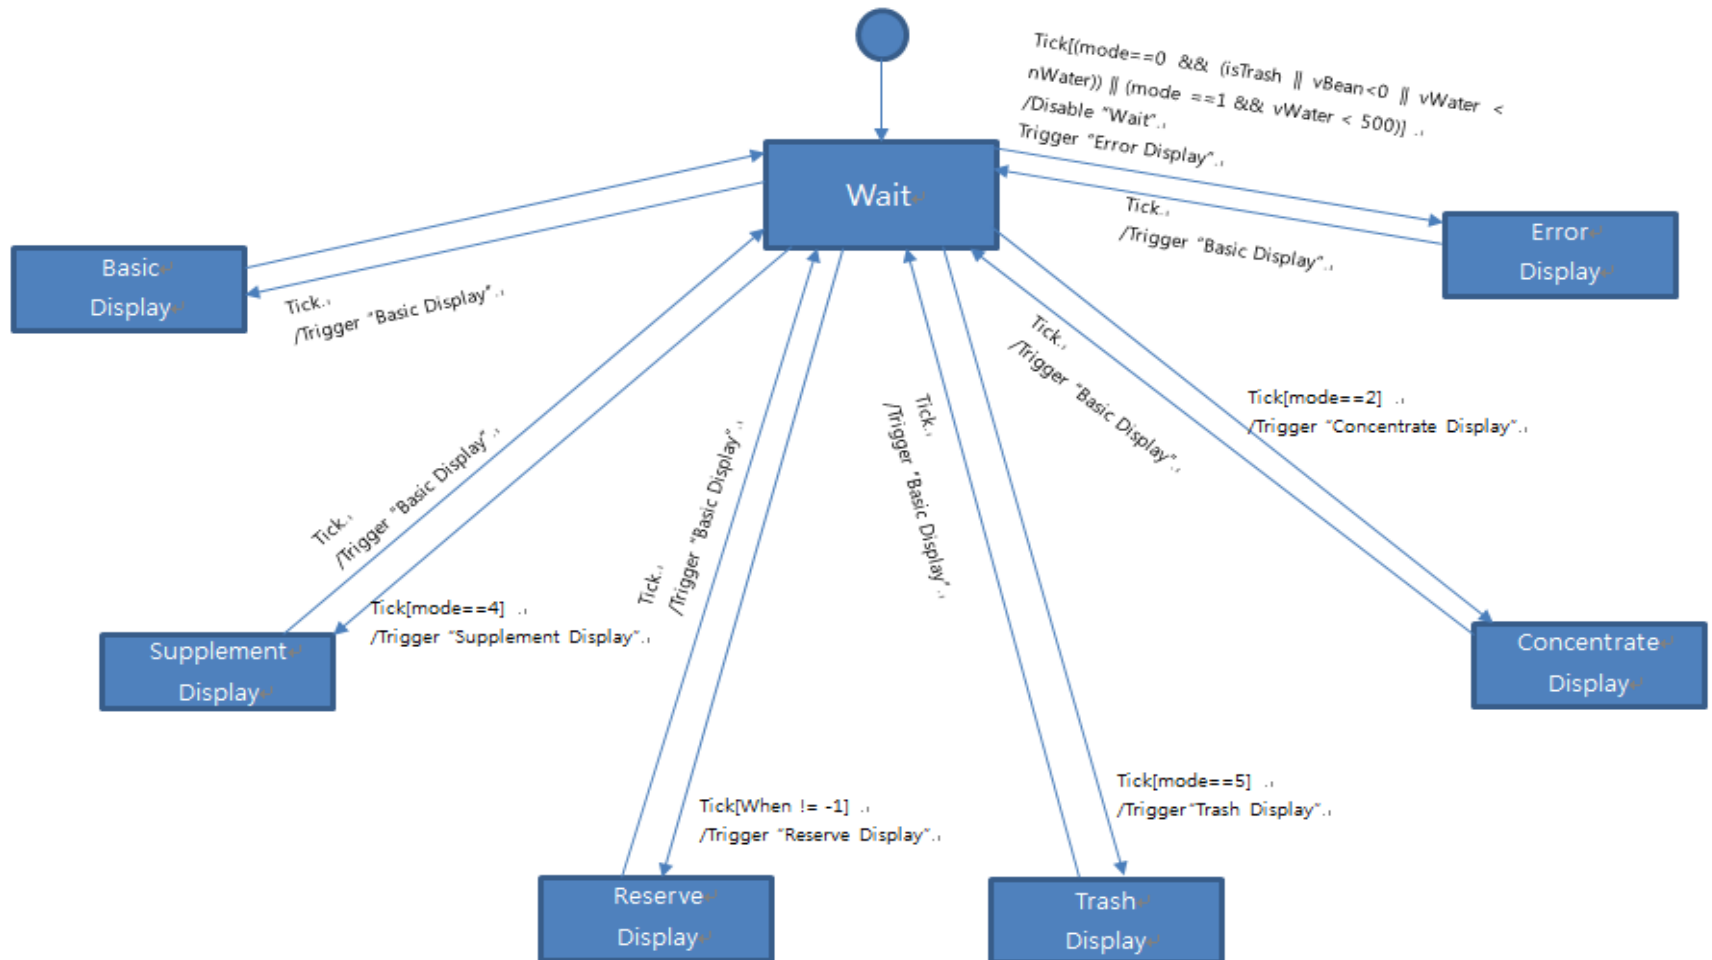 Tick[(mode==0 && (isTrash || vBean<0 || vWater <
nWater)) || (mode ==1 && vWater < 500)]
/Disable "Wait".
Trigger "Error Display".
Wait
Tick.
/Trigger "Basic Display".
Error
Display
Basic
Display
Tick.
/Trigger "Basic Display".
Tick.
/Trigger "Basic Display".
Tick[mode==2]
/Trigger "Concentrate Display".
Tick.
/Trigger "Basic Display".
Tick.
/Trigger "Basic Display".
Tick.
/Trigger "Basic Display".
Tick[mode==4]
/Trigger "Supplement Display".
Supplement
Display
Concentrate
Display
Tick[When != -1]
/Trigger "Reserve Display".
Tick[mode==5]
/Trigger"Trash Display".
Reserve
Display
Trash
Display